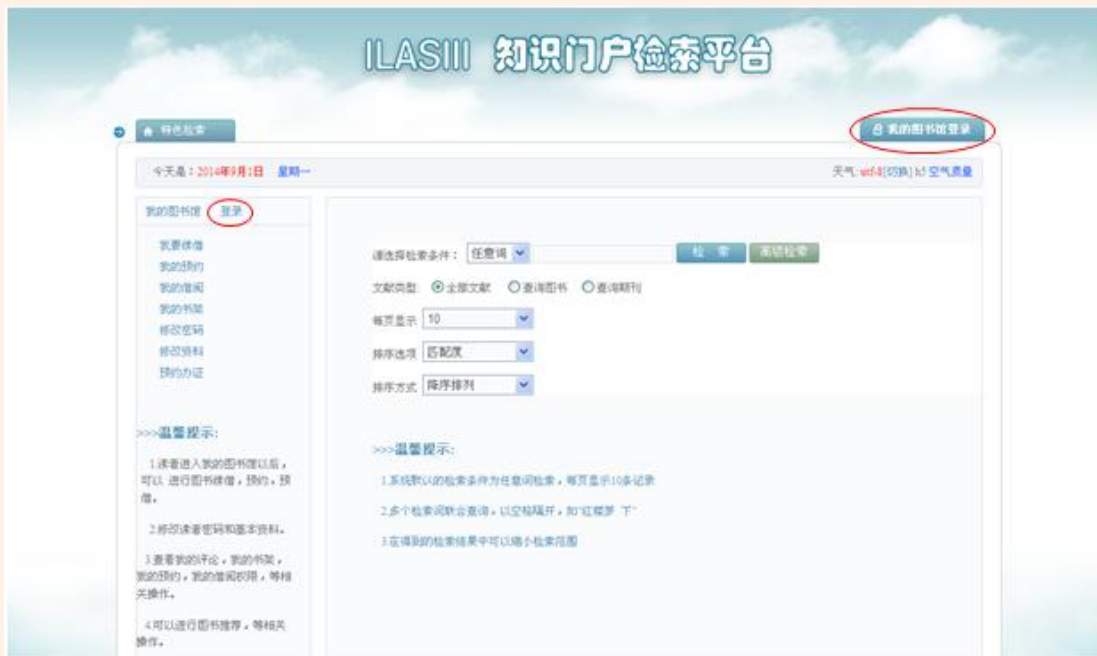 ILASIII 知识门户检索平台
特色检索
我的图书馆登录
今天是：2014年9月1日 星期一
天气: utf-8[切换] h5 空气质量
我的图书馆 登录
我要续借
我的预约
我的借阅
我的书架
修改密码
修改资料
预约办证
>>>温馨提示:
1.读者进入我的图书馆以后，
可以 进行图书续借，预约，预
借。
2.修改读者密码和基本资料。
3.查看我的评论，我的书架，
我的预约，我的借阅权限，等相
关操作。
4.可以进行图书推荐，等相关
操作。
请选择检索条件： 任意词 检 索 高级检索
文献类型: 全部文献 查询图书 查询期刊
每页显示 10
排序选项 匹配度
排序方式 降序排列
>>>温馨提示:
1.系统默认的检索条件为任意词检索，每页显示10条记录
2.多个检索词联合查询，以空格隔开，如"红楼梦 下"
3.在得到的检索结果中可以缩小检索范围